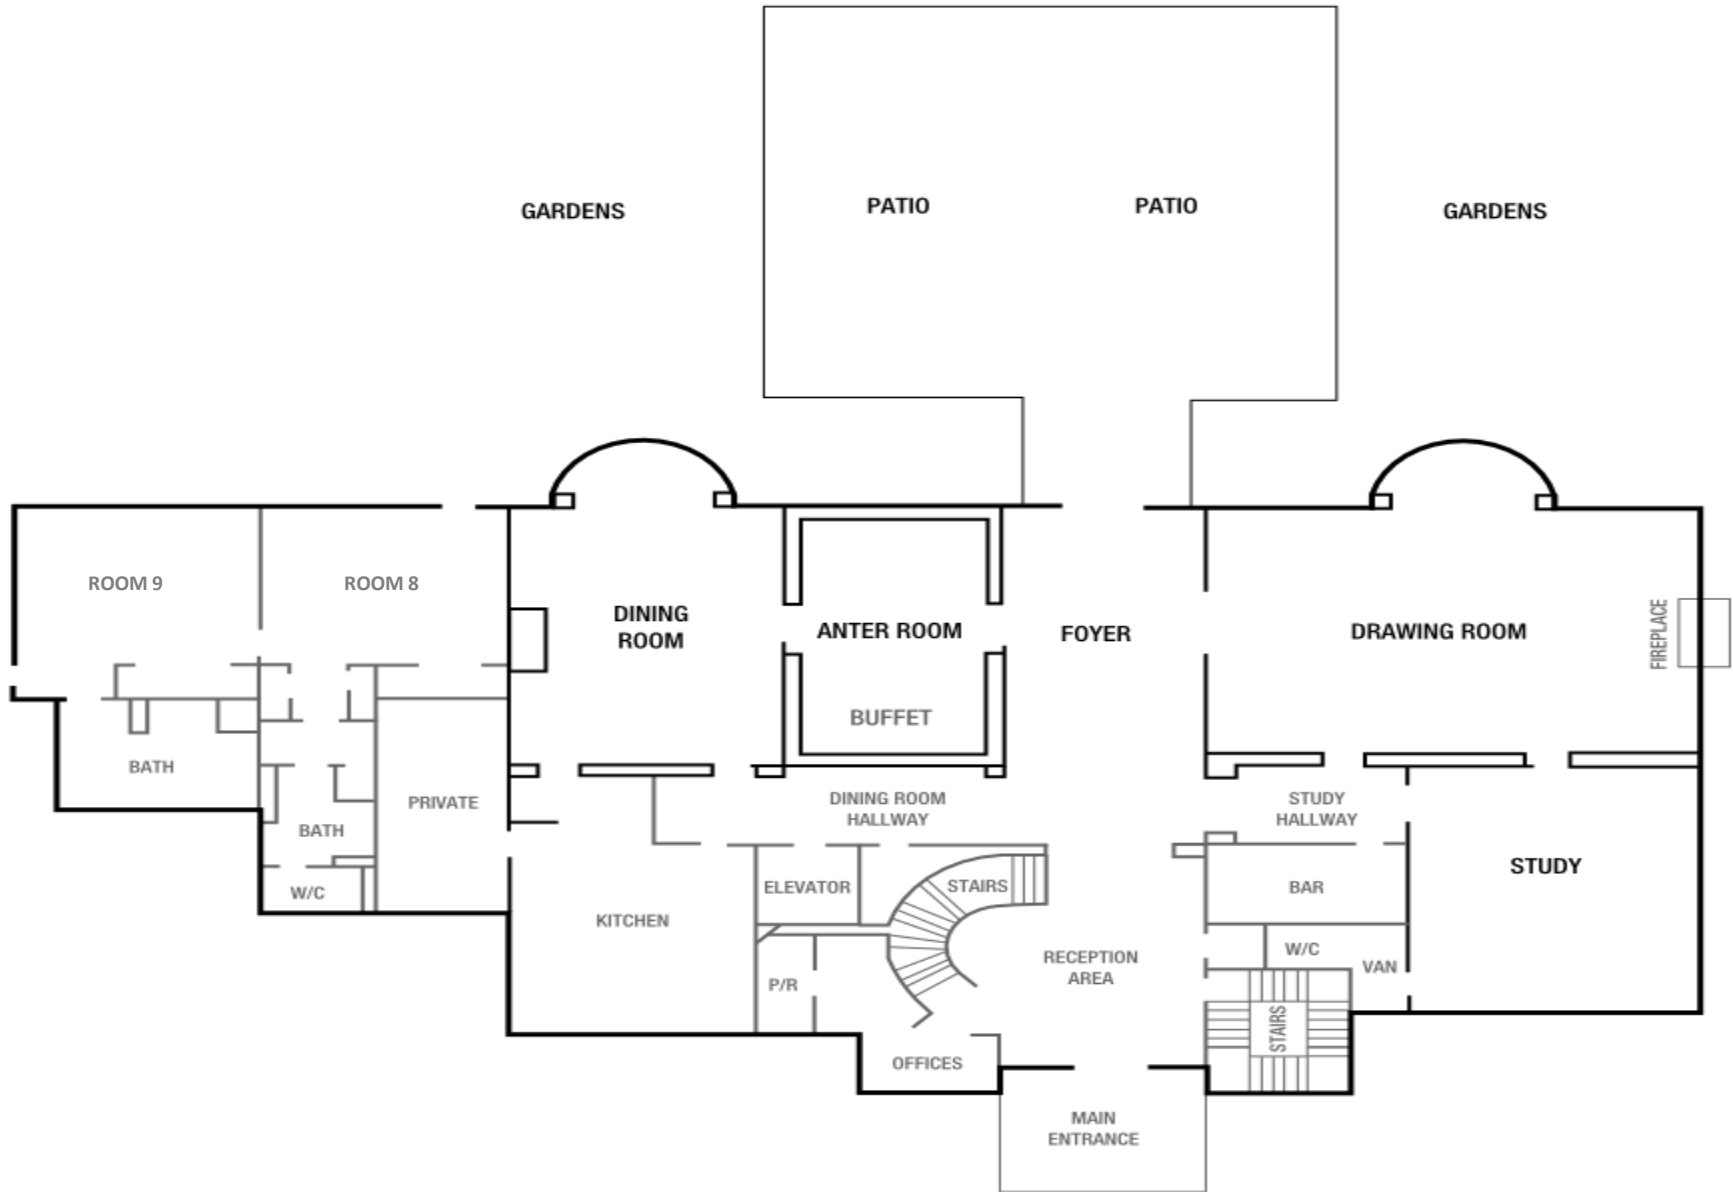 PATIO
PATIO
GARDENS
GARDENS
ROOM 9
ROOM 8
DINING
ROOM
ANTER ROOM
FOYER
DRAWING ROOM
FIREPLACE
BUFFET
BATH
PRIVATE
DINING ROOM
HALLWAY
STUDY
HALLWAY
BATH
STUDY
W/C
ELEVATOR
STAIRS
BAR
KITCHEN
RECEPTION
AREA
W/C
VAN
P/R
STAIRS
OFFICES
MAIN
ENTRANCE